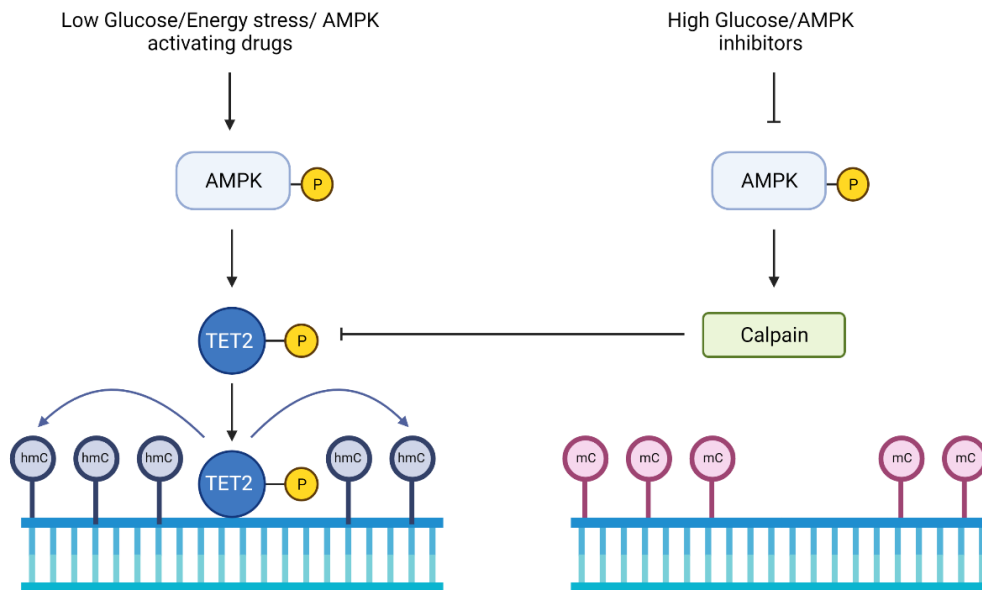 Low Glucose/Energy stress/ AMPK
activating drugs
High Glucose/AMPK
inhibitors
AMPK
P
AMPK
P
TET2
P
Calpain
hmC
hmC
hmC
TET2
P
hmC
hmC
mC
mC
mC
mC
mC